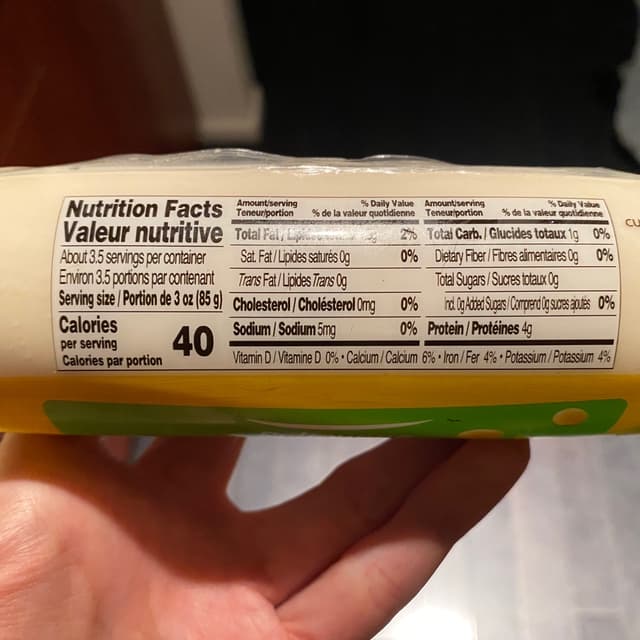 Nutrition Facts
Valeur nutritive
About 3.5 servings per container
Environ 3.5 portions par contenant
Serving size / Portion de 3 oz (85 g)
Calories
per serving
Calories par portion
40
Amount/serving % Daily Value
Teneur/portion % de la valeur quotidienne
Total Fat / 2%
Sat. Fat / Lipides saturés 0g 0%
Trans Fat / Lipides Trans 0g
Cholesterol / Cholésterol 0mg 0%
Sodium / Sodium 5mg 0%
Amount/serving % Daily Value
Teneur/portion % de la valeur quotidienne
Total Carb. / Glucides totaux 1g 0%
Dietary Fiber / Fibres alimentaires 0g 0%
Total Sugars / Sucres totaux 0g
Incl. 0g Added Sugars / Comprend 0g sucres ajoutés 0%
Protein / Protéines 4g
Vitamin D / Vitamine D 0% • Calcium / Calcium 6% • Iron / Fer 4% • Potassium / Potassium 4%